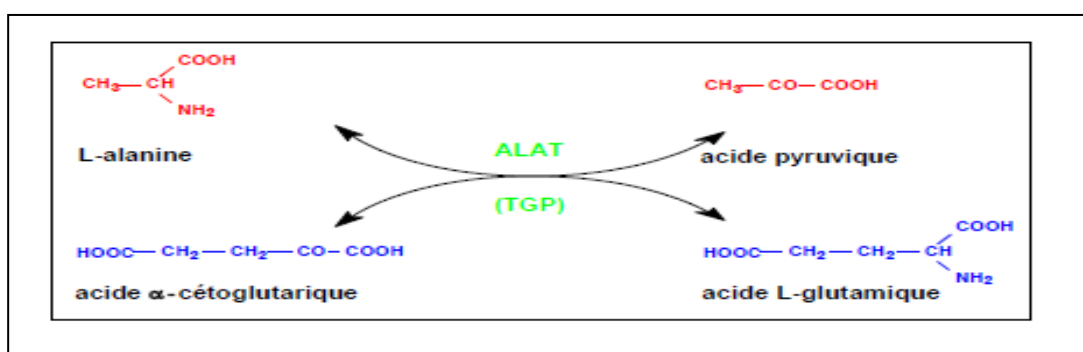 COOH
CH3—CH
NH2
L-alanine
CH3—CO—COOH
acide pyruvique
ALAT
(TGP)
HOOC—CH2—CH2—CO—COOH
acide α-cétoglutarique
COOH
HOOC—CH2—CH2—CH
NH2
acide L-glutamique